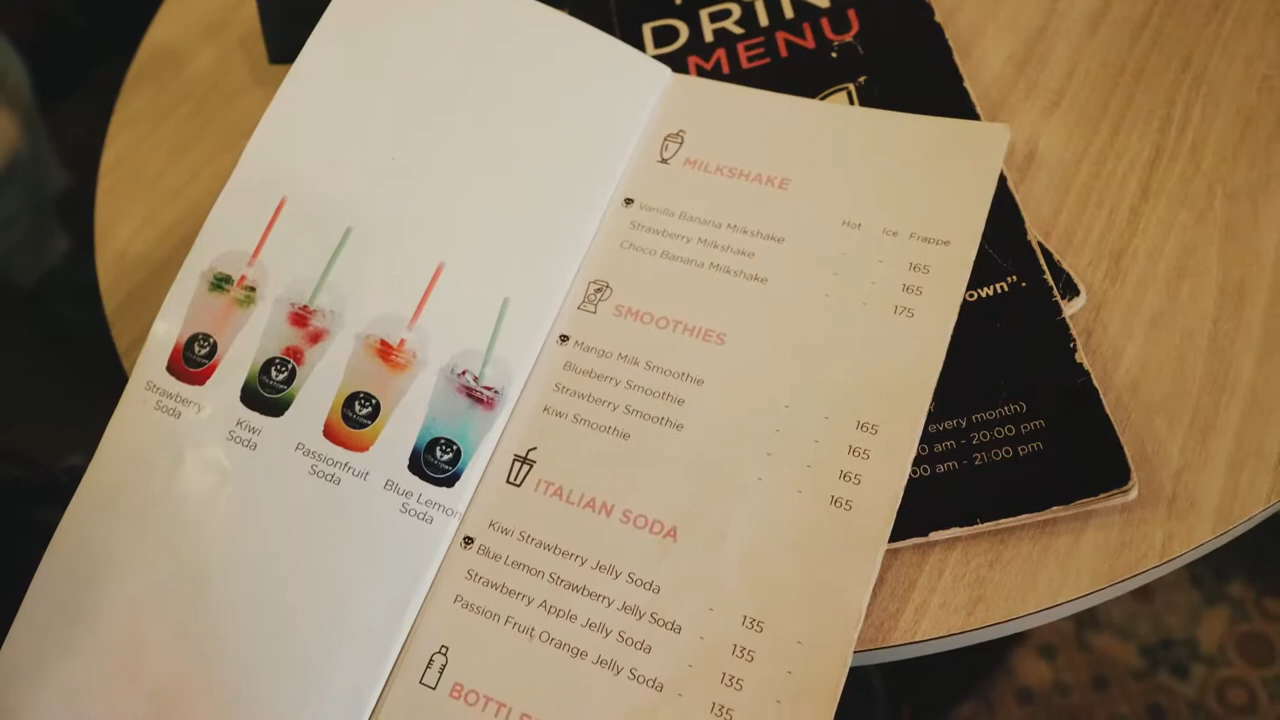 DRIN
MENU
MILKSHAKE
Hot Ice Frappe
Vanilla Banana Milkshake - - 165
Strawberry Milkshake - - 165
Choco Banana Milkshake - - 175
SMOOTHIES
Mango Milk Smoothie - - 165
Blueberry Smoothie - - 165
Strawberry Smoothie - - 165
Kiwi Smoothie - - 165
ITALIAN SODA
Kiwi Strawberry Jelly Soda - 135 -
Blue Lemon Strawberry Jelly Soda - 135 -
Strawberry Apple Jelly Soda - 135 -
Passion Fruit Orange Jelly Soda - 135
BOTTLE
Strawberry
Soda
Kiwi
Soda
Passionfruit
Soda
Blue Lemon
Soda
own".
every month)
am - 20:00 pm
00 am - 21:00 pm